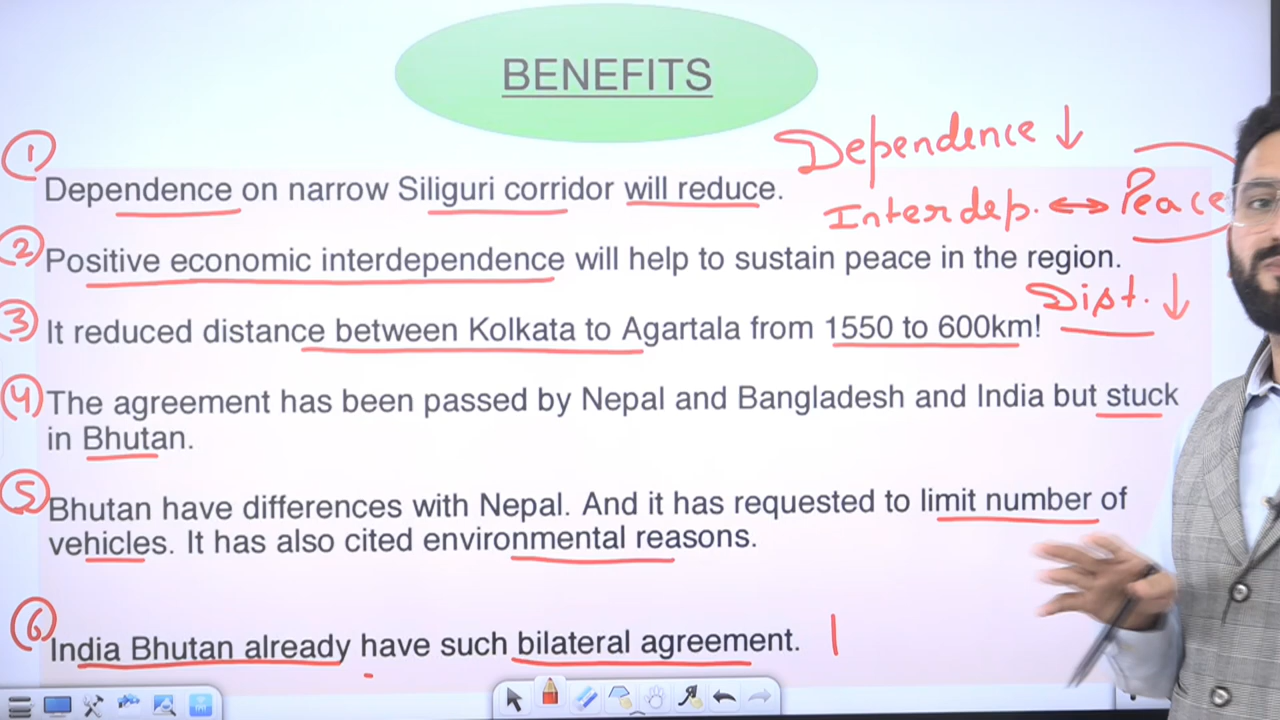 BENEFITS
Dependence ↓
①
Dependence on narrow Siliguri corridor will reduce.
Interdep. ↔ Peace
② Positive economic interdependence will help to sustain peace in the region.
Dist. ↓
③ It reduced distance between Kolkata to Agartala from 1550 to 600km!
④ The agreement has been passed by Nepal and Bangladesh and India but stuck
in Bhutan.
⑤ Bhutan have differences with Nepal. And it has requested to limit number of
vehicles. It has also cited environmental reasons.
⑥ India Bhutan already have such bilateral agreement.